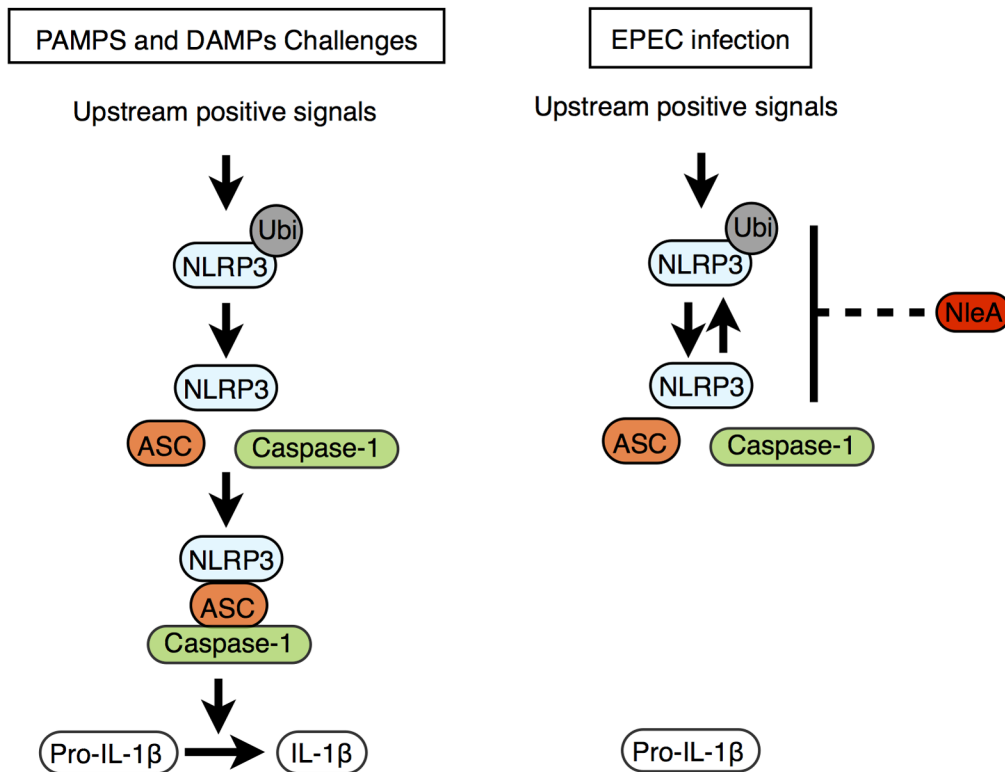 PAMPS and DAMPs Challenges
Upstream positive signals
Ubi
NLRP3
NLRP3
ASC
Caspase-1
NLRP3
ASC
Caspase-1
Pro-IL-1β
IL-1β
EPEC infection
Upstream positive signals
Ubi
NLRP3
NleA
NLRP3
ASC
Caspase-1
Pro-IL-1β